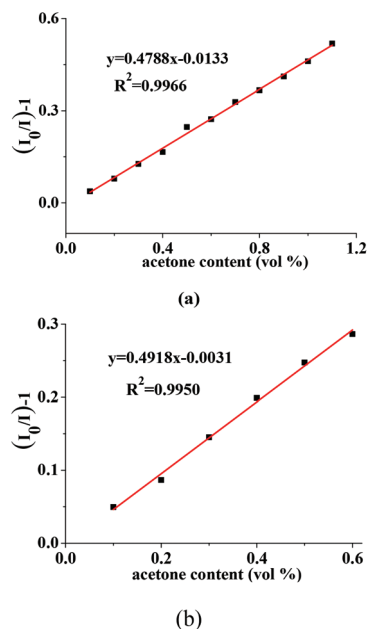 y=0.4788x-0.0133
R²=0.9966
0.6
0.3
0.0
(I₀/I)-1
0.0 0.4 0.8 1.2
acetone content (vol %)
(a)
y=0.4918x-0.0031
R²=0.9950
0.3
0.2
0.1
0.0
(I₀/I)-1
0.0 0.2 0.4 0.6
acetone content (vol %)
(b)